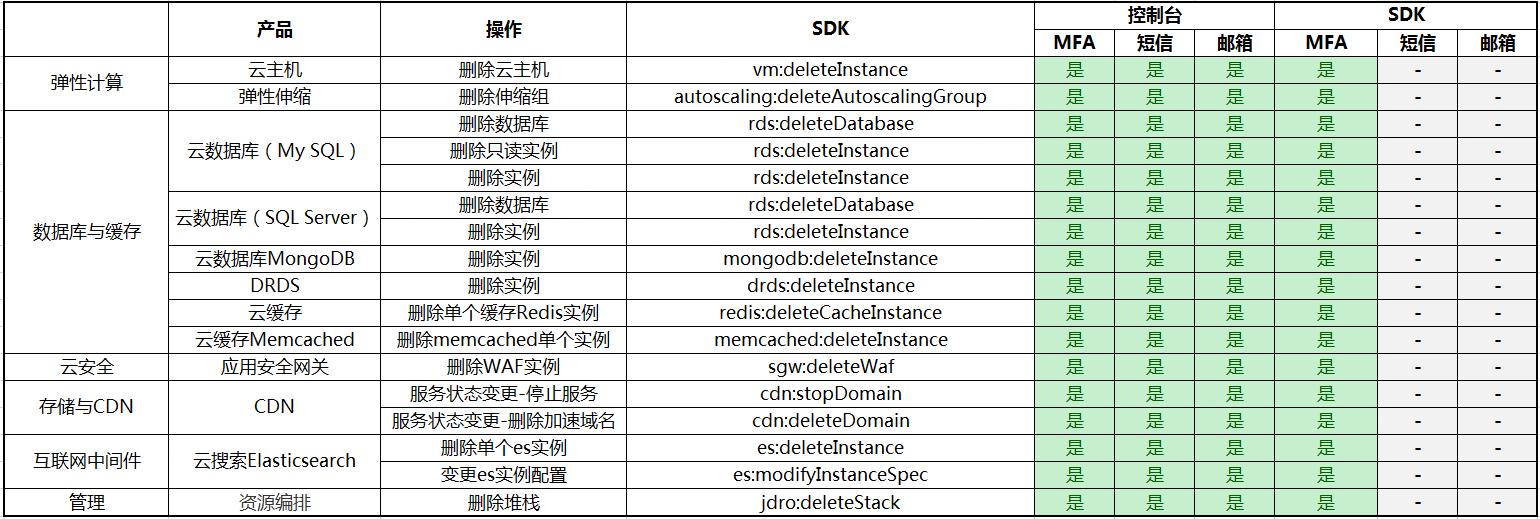 产品 操作 SDK 控制台 SDK
MFA 短信 邮箱 MFA 短信 邮箱
弹性计算 云主机 删除云主机 vm:deleteInstance 是 是 是 是 - -
弹性伸缩 删除伸缩组 autoscaling:deleteAutoscalingGroup 是 是 是 是 - -
数据库与缓存 云数据库（My SQL） 删除数据库 rds:deleteDatabase 是 是 是 是 - -
删除只读实例 rds:deleteInstance 是 是 是 是 - -
删除实例 rds:deleteInstance 是 是 是 是 - -
云数据库（SQL Server） 删除数据库 rds:deleteDatabase 是 是 是 是 - -
删除实例 rds:deleteInstance 是 是 是 是 - -
云数据库MongoDB 删除实例 mongodb:deleteInstance 是 是 是 是 - -
DRDS 删除实例 drds:deleteInstance 是 是 是 是 - -
云缓存 删除单个缓存Redis实例 redis:deleteCacheInstance 是 是 是 是 - -
云缓存Memcached 删除memcached单个实例 memcached:deleteInstance 是 是 是 是 - -
云安全 应用安全网关 删除WAF实例 sgw:deleteWaf 是 是 是 是 - -
存储与CDN CDN 服务状态变更-停止服务 cdn:stopDomain 是 是 是 是 - -
服务状态变更-删除加速域名 cdn:deleteDomain 是 是 是 是 - -
互联网中间件 云搜索Elasticsearch 删除单个es实例 es:deleteInstance 是 是 是 是 - -
变更es实例配置 es:modifyInstanceSpec 是 是 是 是 - -
管理 资源编排 删除堆栈 jdro:deleteStack 是 是 是 是 - -